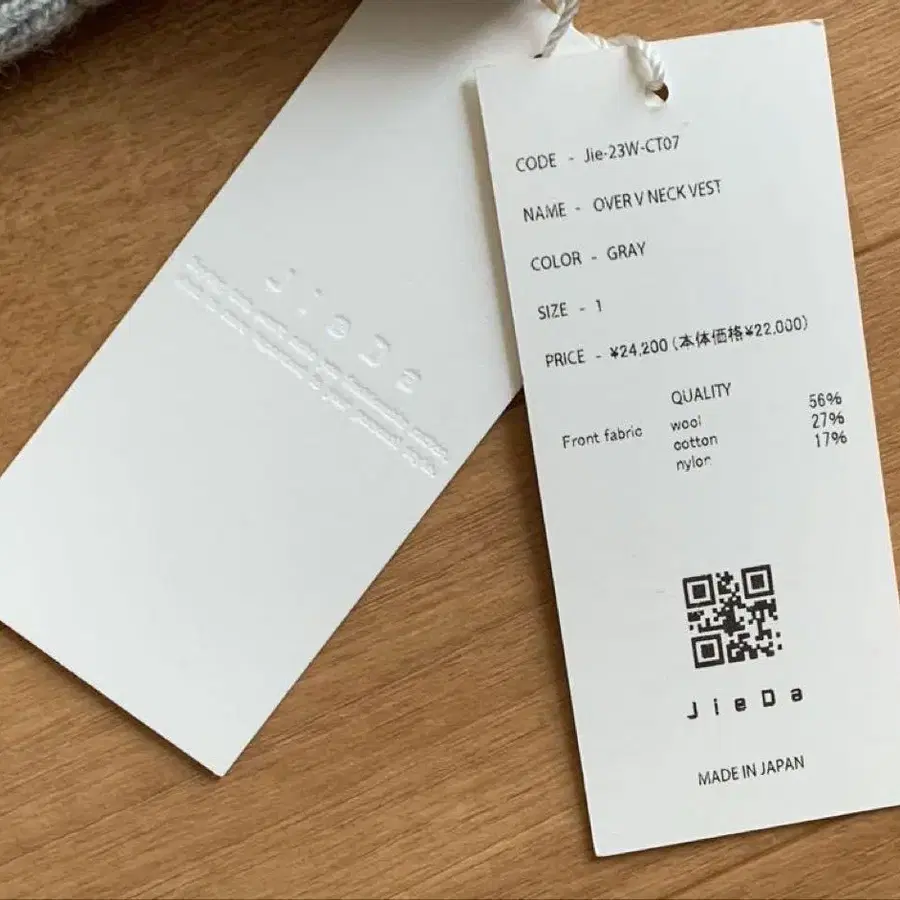 CODE - Jie-23W-CT07
NAME - OVER V NECK VEST
COLOR - GRAY
SIZE - 1
PRICE - ¥24,200 (本体価格¥22,000)
QUALITY
Front fabric wool 56%
cotton 27%
nylon 17%
JieDa
MADE IN JAPAN
JieDa